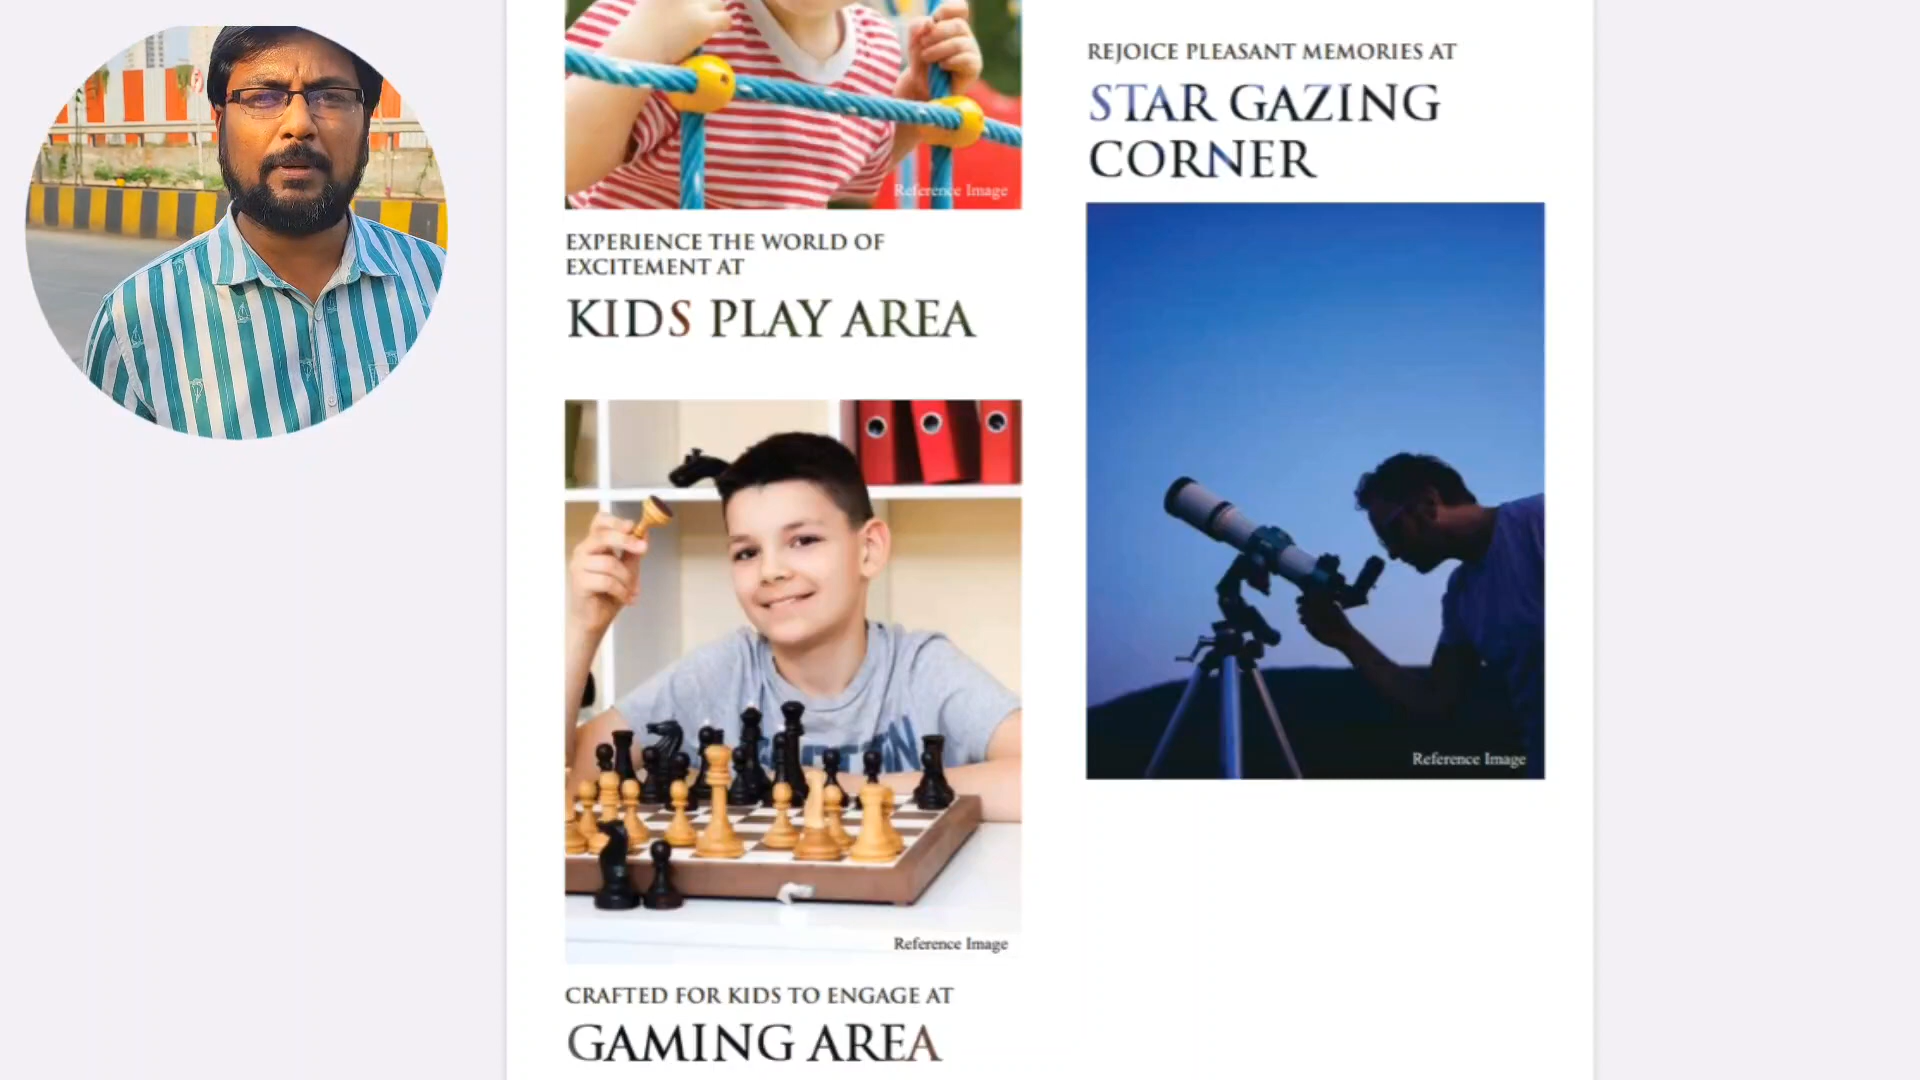 Reference Image
EXPERIENCE THE WORLD OF
EXCITEMENT AT
KIDS PLAY AREA
Reference Image
CRAFTED FOR KIDS TO ENGAGE AT
GAMING AREA
REJOICE PLEASANT MEMORIES AT
STAR GAZING
CORNER
Reference Image